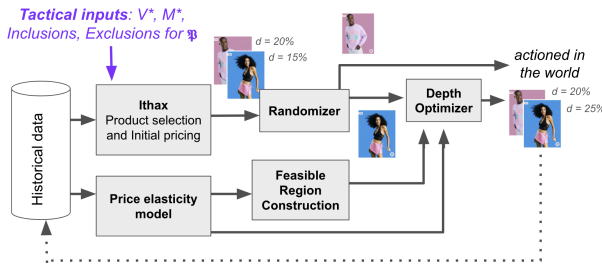 Tactical inputs: V*, M*,
Inclusions, Exclusions for 𝕻
d = 20%
d = 15%
actioned in
the world
Historical data
Ithax
Product selection
and Initial pricing
Randomizer
Depth
Optimizer
d = 20%
d = 25%
Price elasticity
model
Feasible
Region
Construction